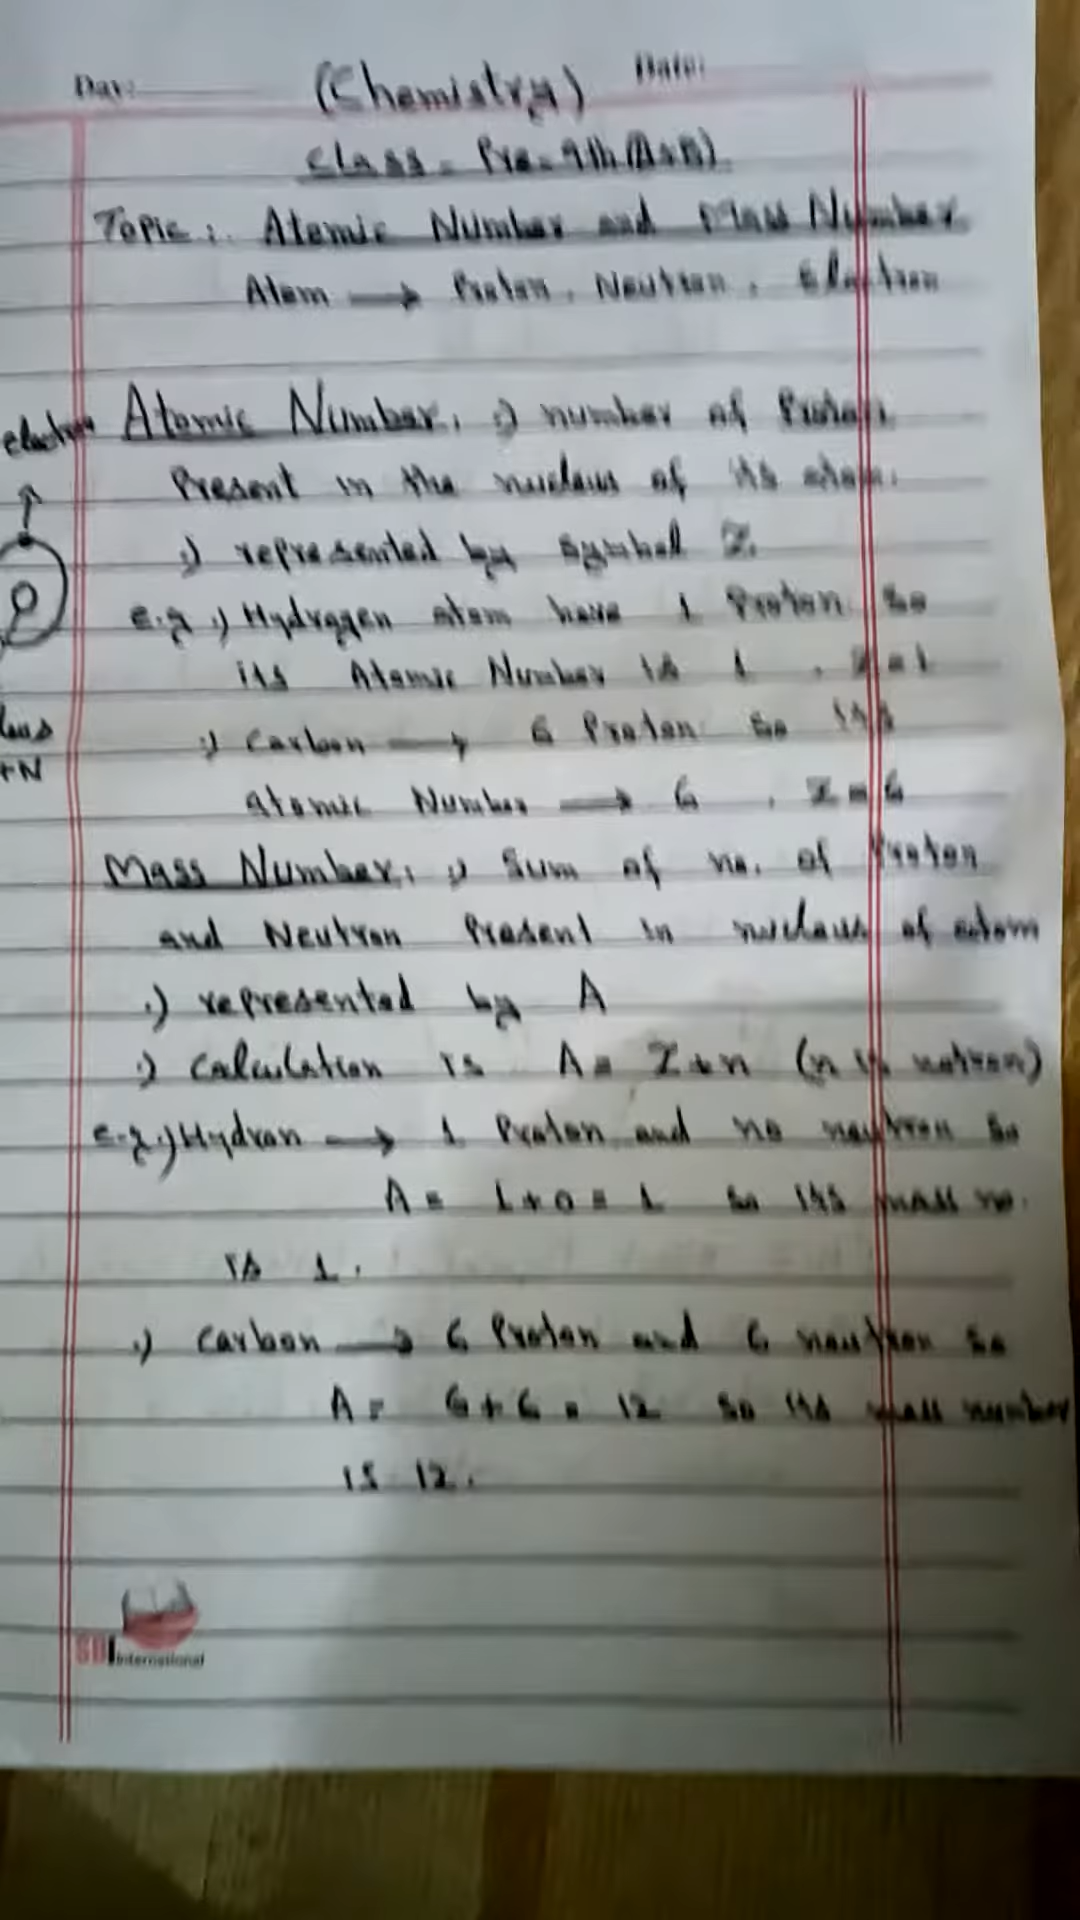 Day: Date:
(Chemistry)
Class - Pre-9th (A+B)
Topic: Atomic Number and Mass Number
Atom → Proton, Neutron, Electron
Atomic Number: :) number of Proton
Present in the nucleus of its atom.
:) represented by symbol Z.
e.g :) Hydrogen atom have 1 Proton so
its Atomic Number is 1, Z=1
:) Carbon → 6 Proton so its
atomic Number → 6, Z=6
Mass Number: :) Sum of no. of Proton
and Neutron Present in nucleus of atom
:) represented by A
:) Calculation is A = Z+n (n is notron)
e.g :) Hydron → 1 Proton and no neutron so
A = 1+0=1 so its mass no.
is 1.
:) Carbon → 6 Proton and 6 neutron so
A = 6+6=12 so its mass number
is 12.
+N
SBI International